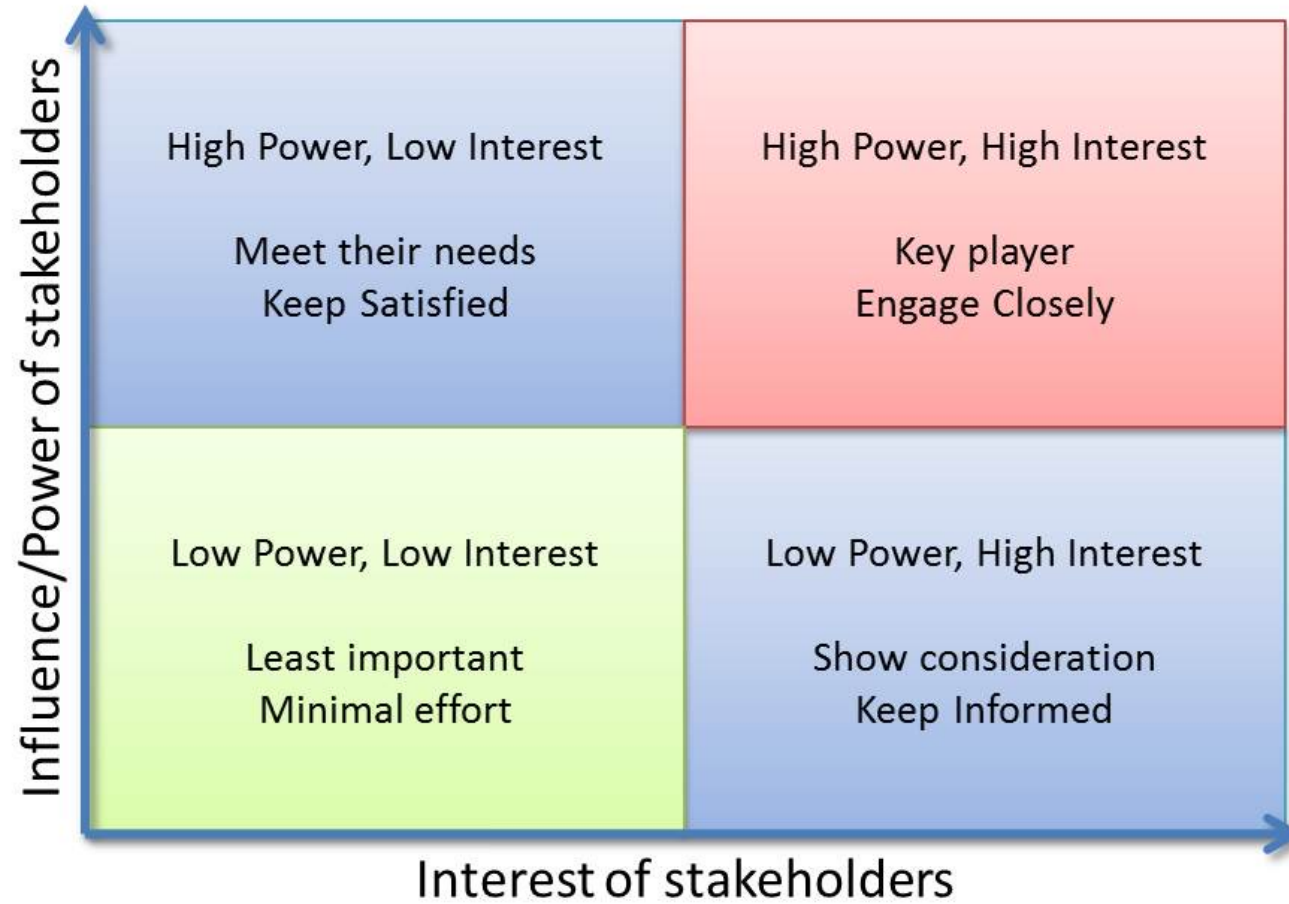 Influence/Power of stakeholders
High Power, Low Interest
Meet their needs
Keep Satisfied
High Power, High Interest
Key player
Engage Closely
Low Power, Low Interest
Least important
Minimal effort
Low Power, High Interest
Show consideration
Keep Informed
Interest of stakeholders